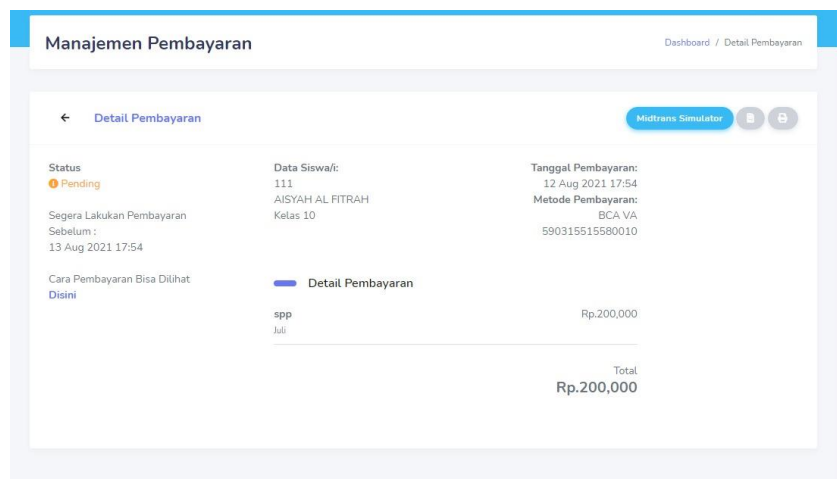 Manajemen Pembayaran
Dashboard / Detail Pembayaran
Detail Pembayaran
Midtrans Simulator
Status
Pending
Segera Lakukan Pembayaran
Sebelum :
13 Aug 2021 17:54
Cara Pembayaran Bisa Dilihat
Disini
Data Siswa/i:
111
AISYAH AL FITRAH
Kelas 10
Tanggal Pembayaran:
12 Aug 2021 17:54
Metode Pembayaran:
BCA VA
590315515580010
Detail Pembayaran
spp Rp.200,000
Juli
Total
Rp.200,000